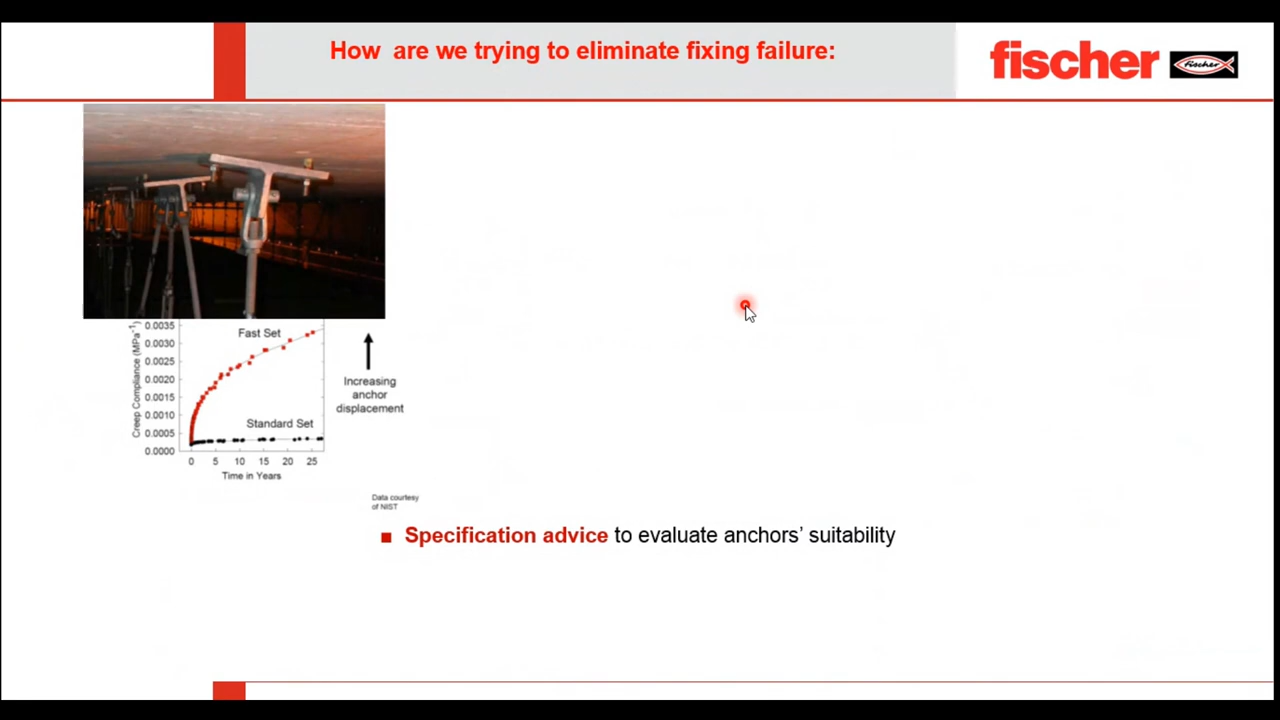 How are we trying to eliminate fixing failure:
fischer
fischer
Creep Compliance (MPa⁻¹)
0.0035
0.0030
0.0025
0.0020
0.0015
0.0010
0.0005
0.0000
Fast Set
Standard Set
0 5 10 15 20 25
Time in Years
Increasing
anchor
displacement
Data courtesy
of NIST
■ Specification advice to evaluate anchors’ suitability